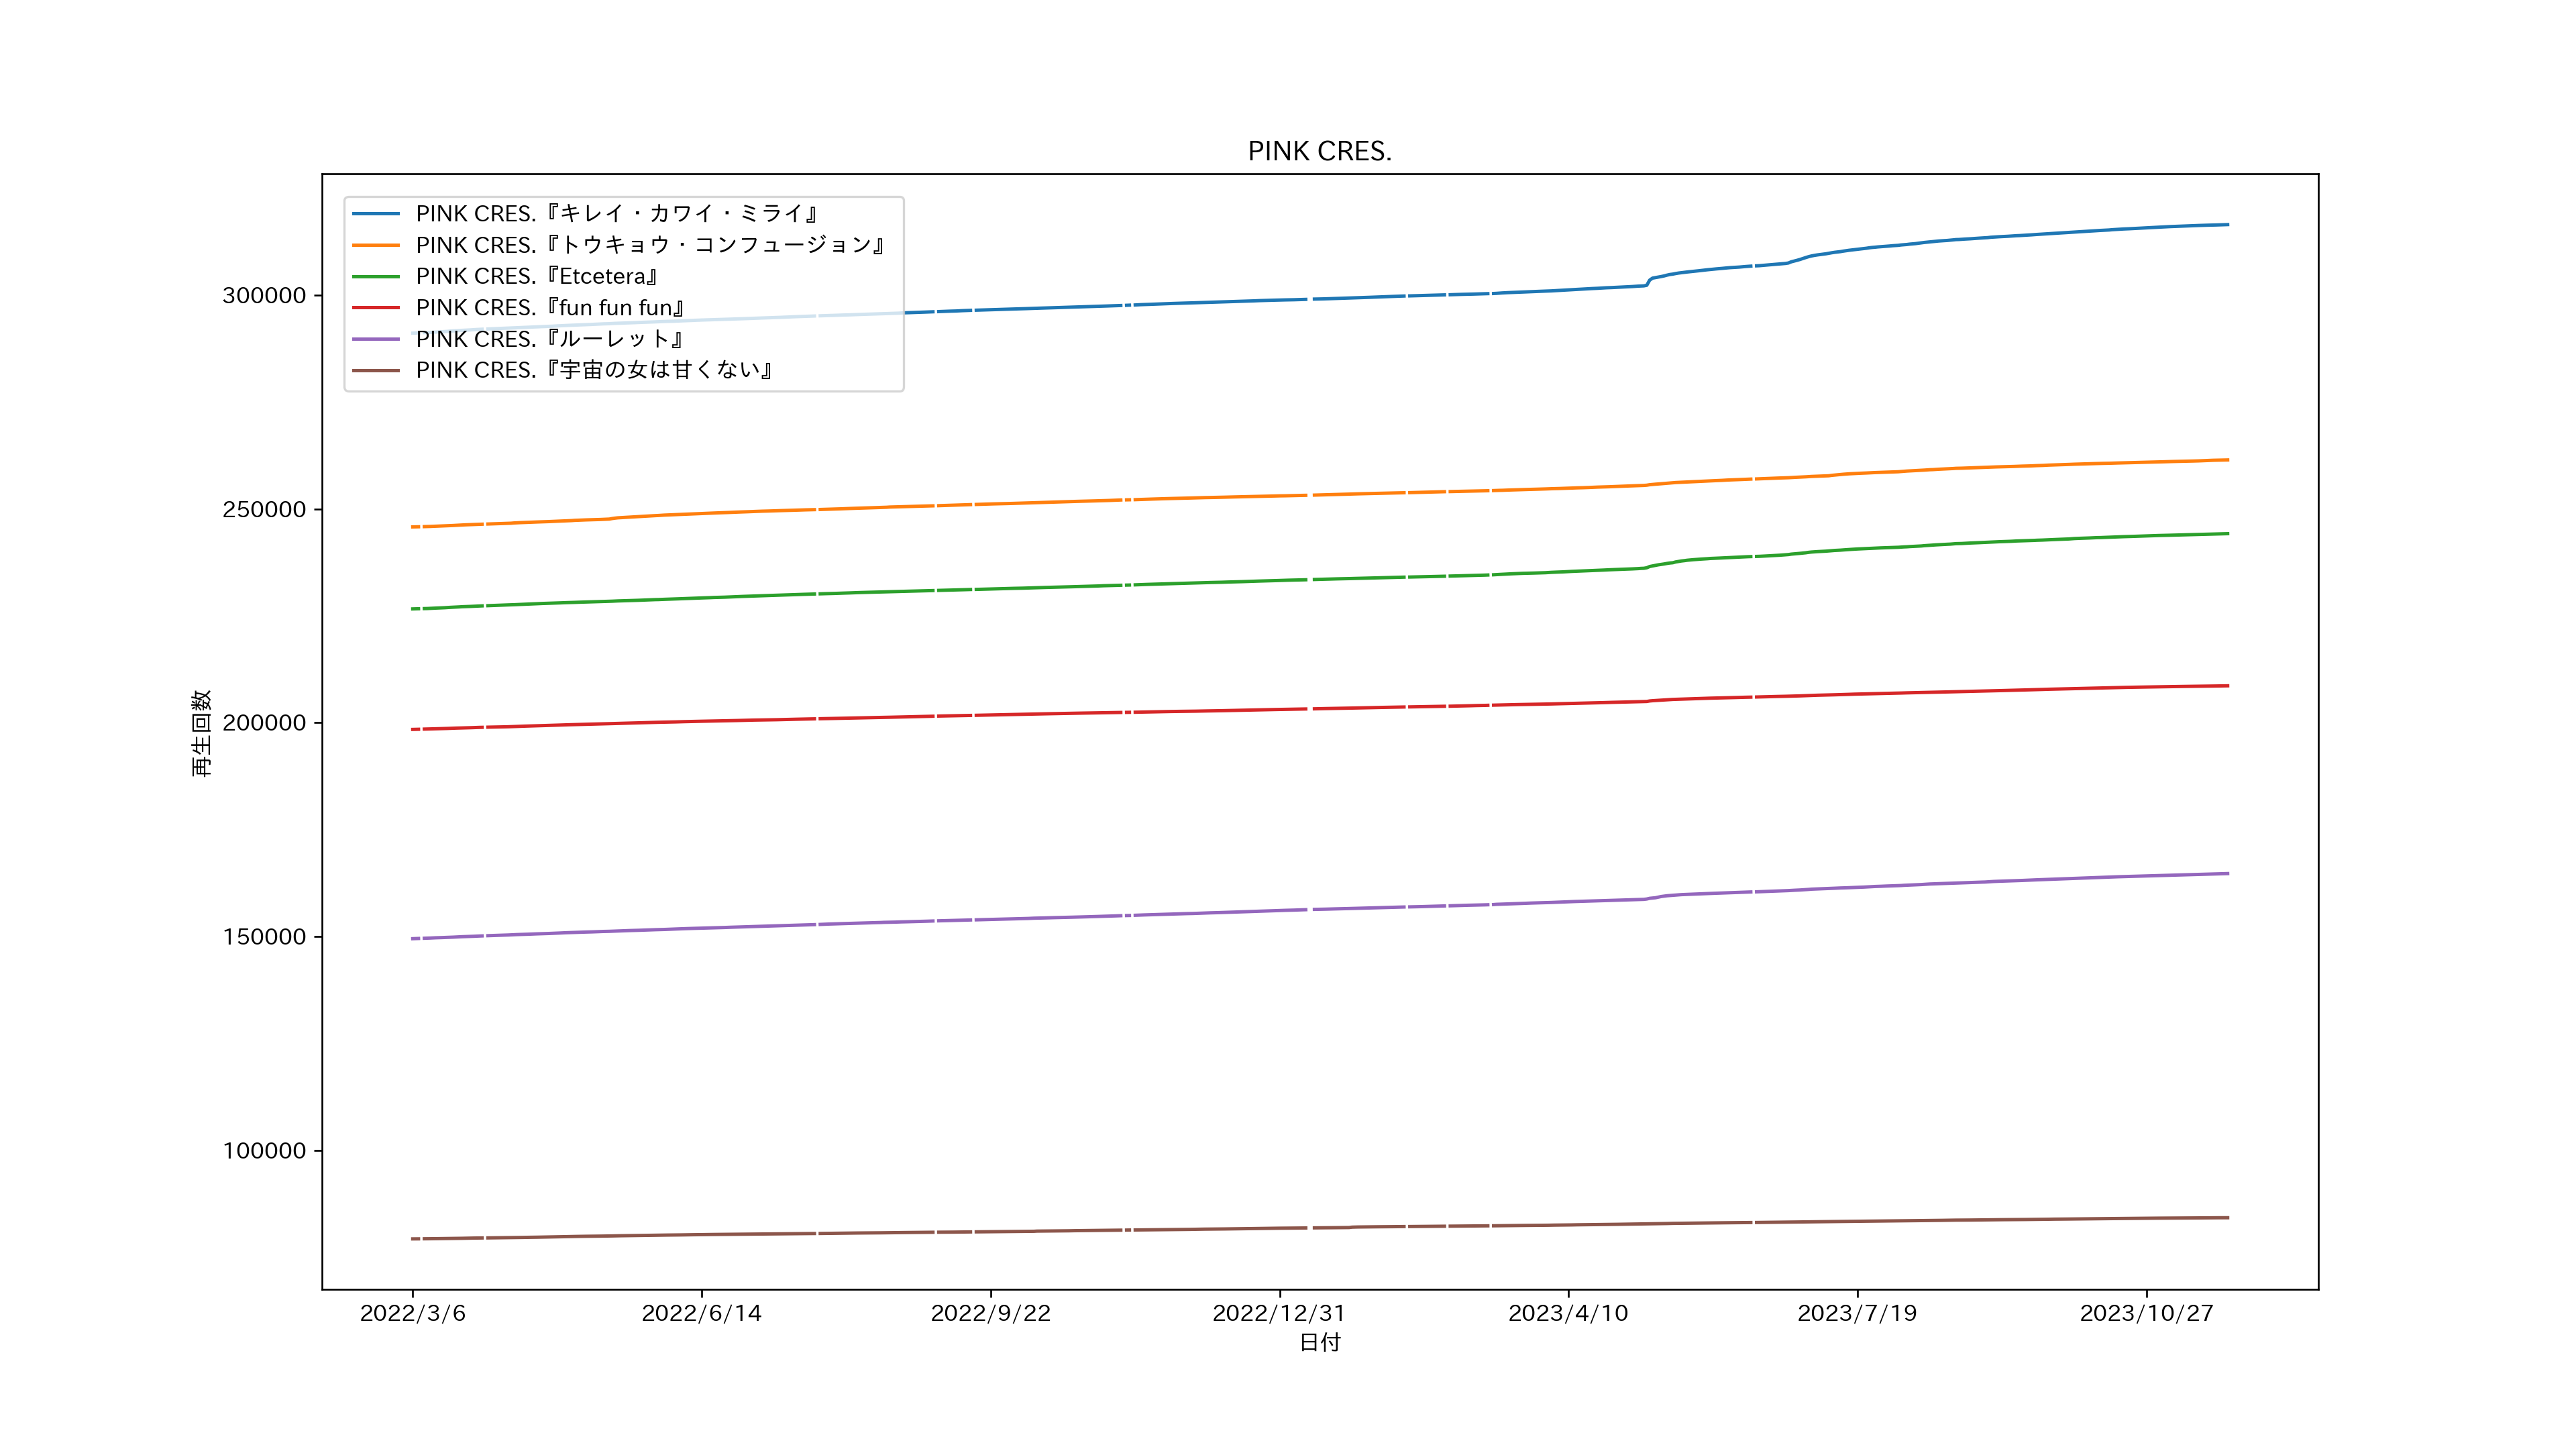 PINK CRES.
PINK CRES.『キレイ・カワイ・ミライ』
PINK CRES.『トウキョウ・コンフュージョン』
PINK CRES.『Etcetera』
PINK CRES.『fun fun fun』
PINK CRES.『ルーレット』
PINK CRES.『宇宙の女は甘くない』
300000
250000
200000
150000
100000
再生回数
2022/3/6
2022/6/14
2022/9/22
2022/12/31
2023/4/10
2023/7/19
2023/10/27
日付